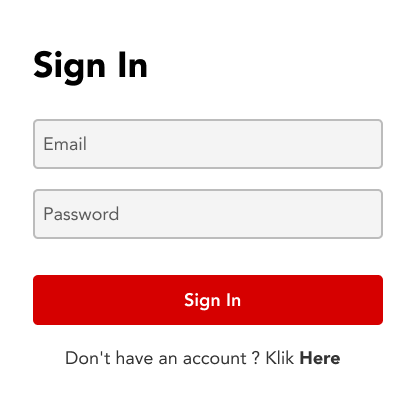 Sign In
Email
Password
Sign In
Don't have an account ? Klik Here